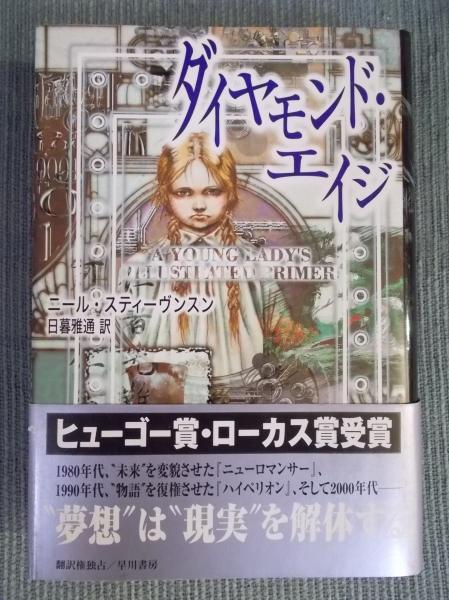 ダイヤモンド・
エイジ
A YOUNG LADY'S
ILLUSTLATED PRIMER
ニール・スティーヴンスン
日暮雅通 訳
ヒューゴー賞・ローカス賞受賞
1980年代、“未来”を変貌させた『ニューロマンサー』、
1990年代、“物語”を復権させた『ハイペリオン』、そして2000年代――
“夢想”は“現実”を解体する
翻訳権独占/早川書房